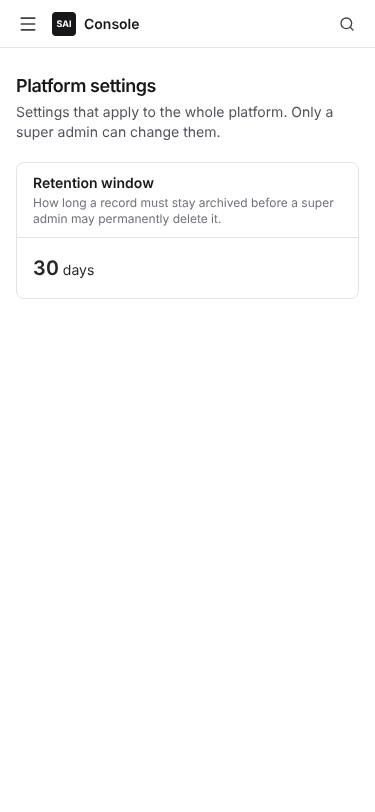 SAI Console
Platform settings
Settings that apply to the whole platform. Only a
super admin can change them.
Retention window
How long a record must stay archived before a super
admin may permanently delete it.
30 days